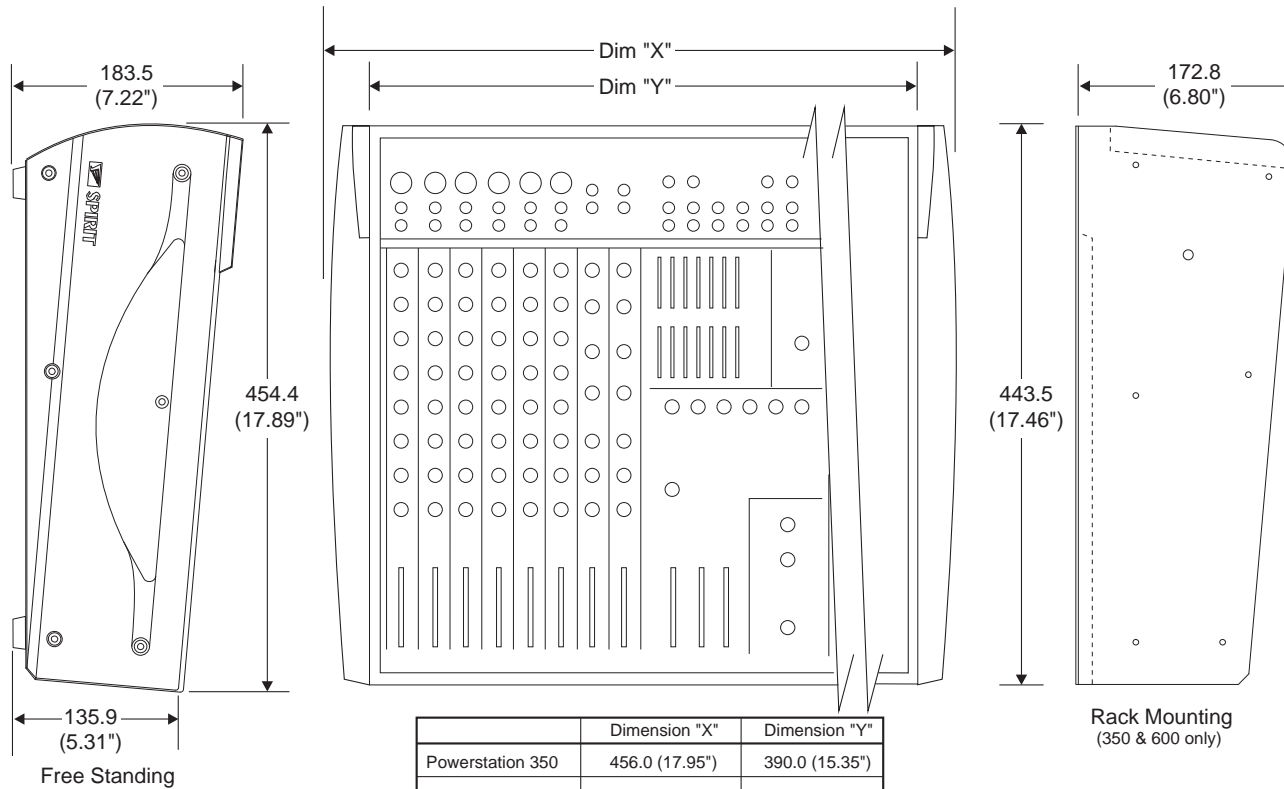 Dim "X"
Dim "Y"
183.5
(7.22")
172.8
(6.80")
SPIRIT
454.4
(17.89")
443.5
(17.46")
135.9
(5.31")
Free Standing
Rack Mounting
(350 & 600 only)
Dimension "X" Dimension "Y"
Powerstation 350 456.0 (17.95") 390.0 (15.35")